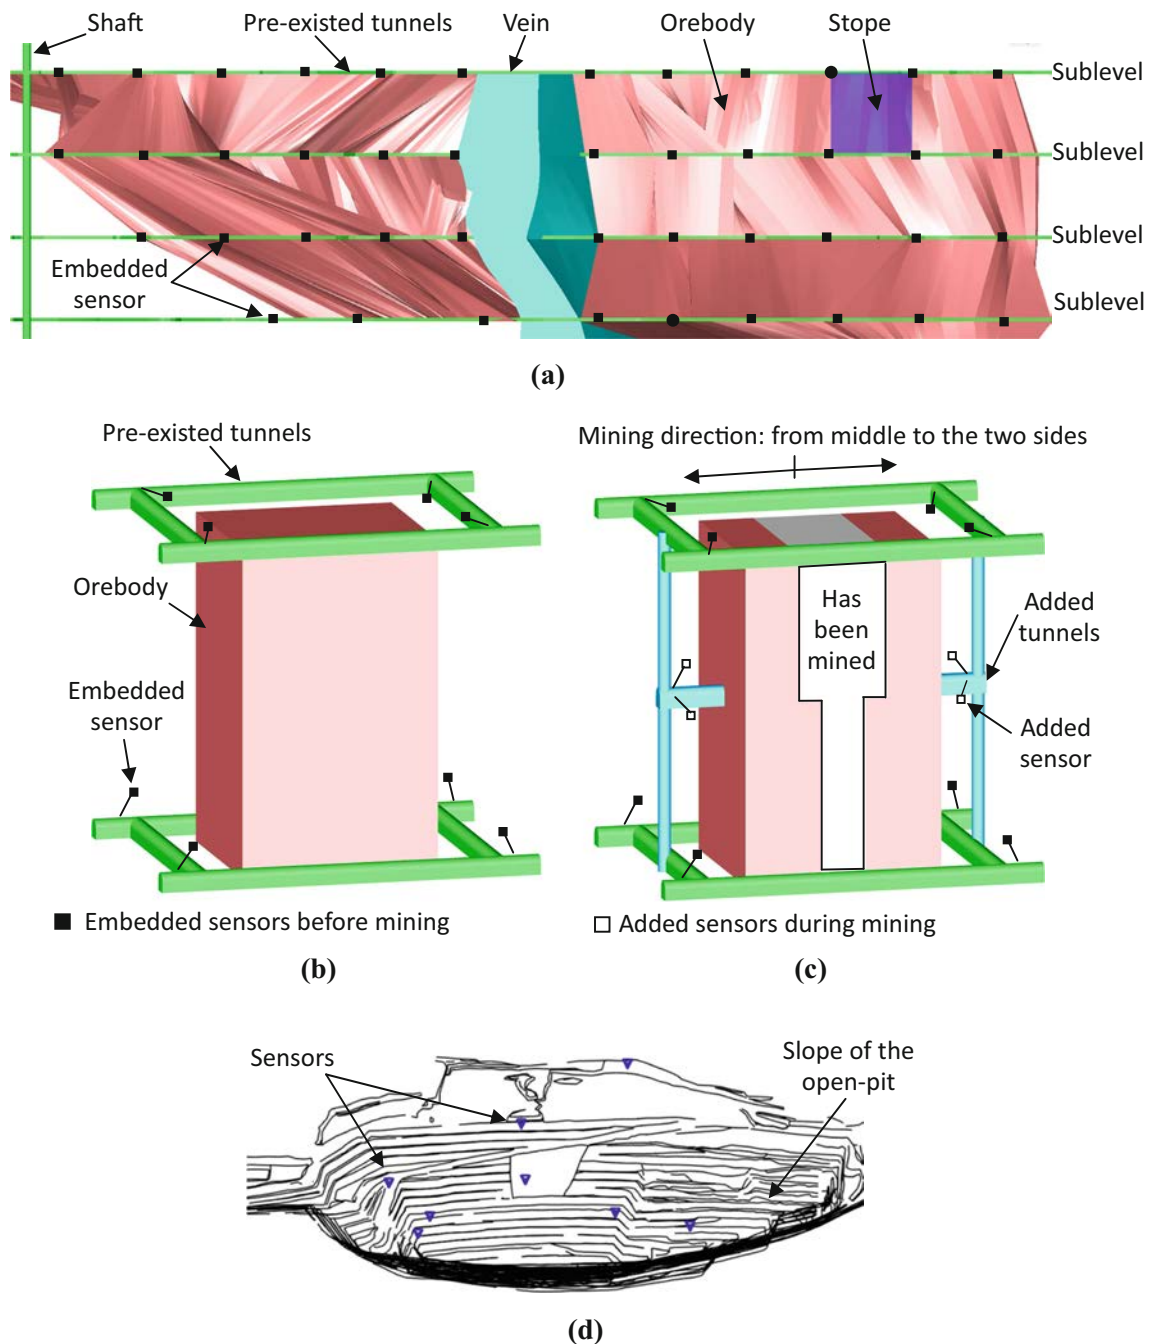 Shaft
Pre-existed tunnels
Vein
Orebody
Stope
Sublevel
Sublevel
Sublevel
Embedded
sensor
Sublevel
(a)
Pre-existed tunnels
Orebody
Embedded
sensor
■ Embedded sensors before mining
(b)
Mining direction: from middle to the two sides
Has
been
mined
Added
tunnels
Added
sensor
□ Added sensors during mining
(c)
Sensors
Slope of the
open-pit
(d)